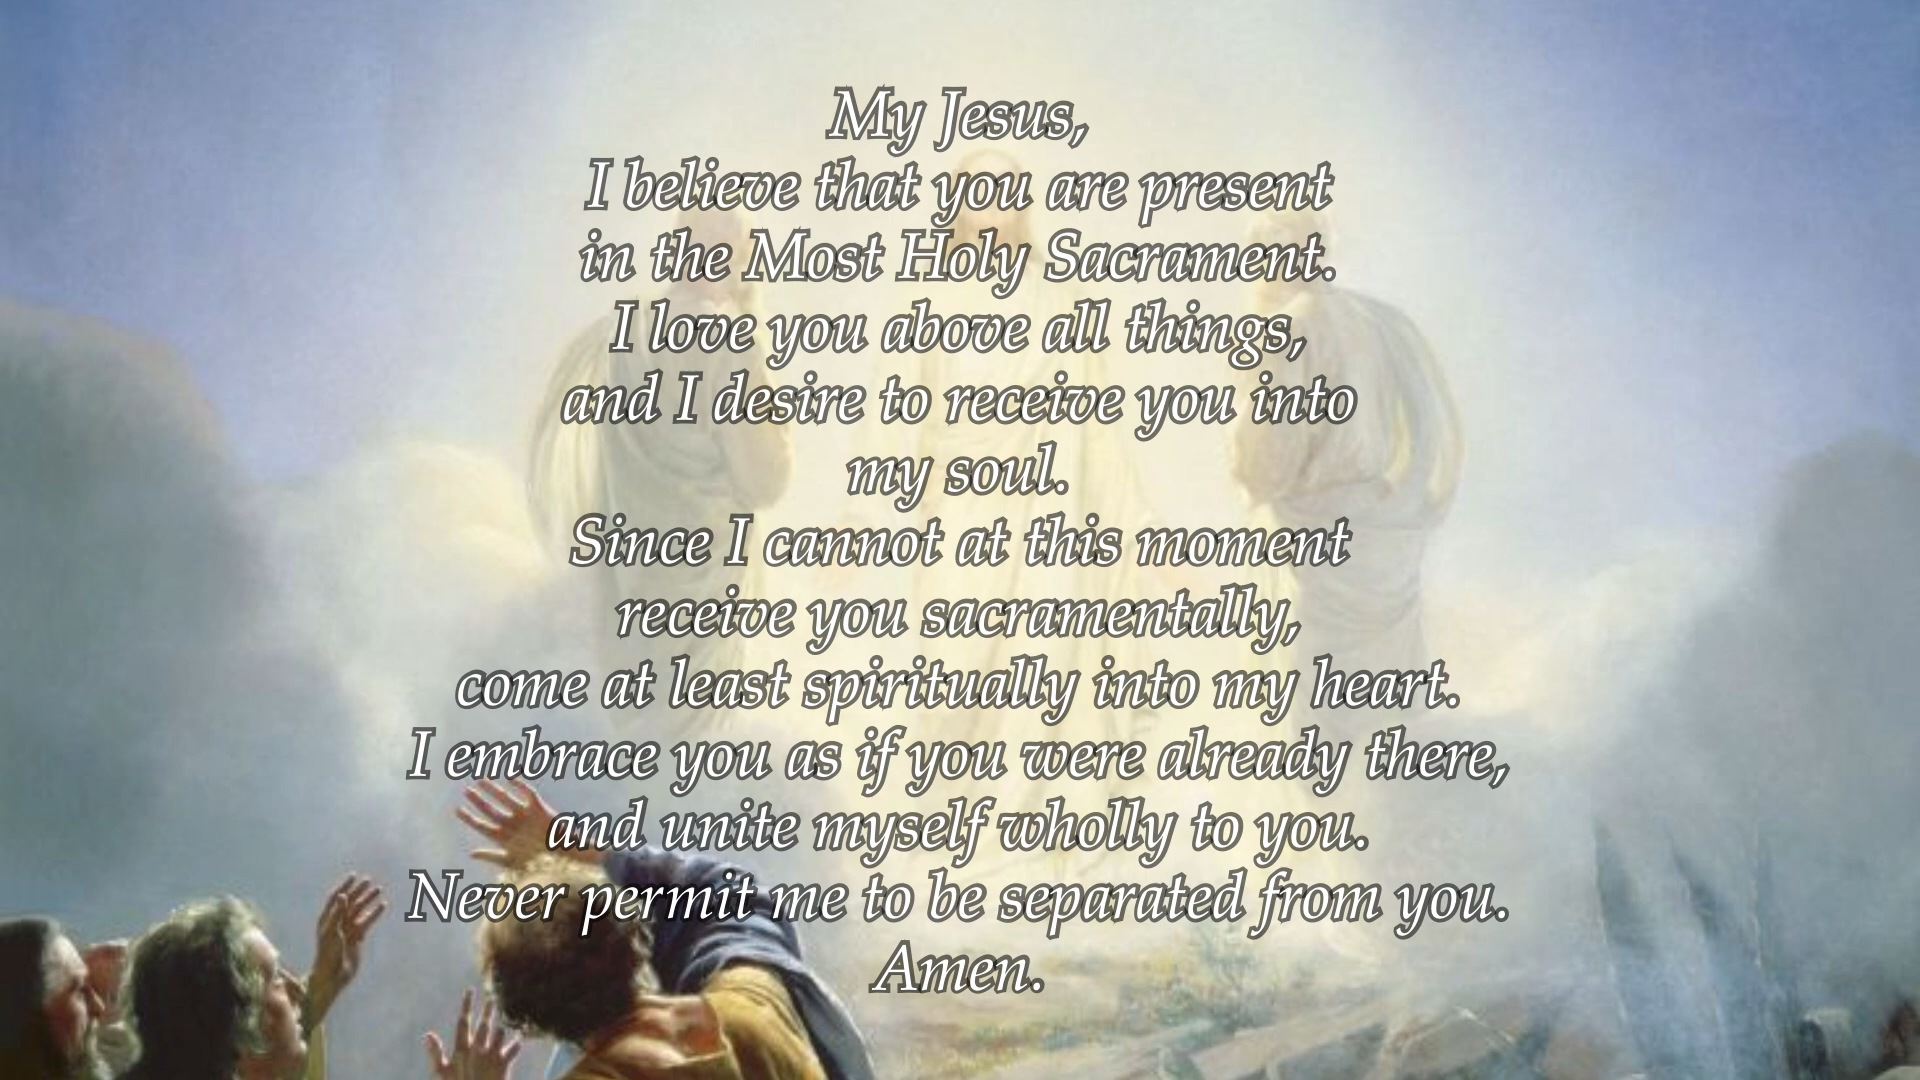 My Jesus,
I believe that you are present
in the Most Holy Sacrament.
I love you above all things,
and I desire to receive you into
my soul.
Since I cannot at this moment
receive you sacramentally,
come at least spiritually into my heart.
I embrace you as if you were already there,
and unite myself wholly to you.
Never permit me to be separated from you.
Amen.